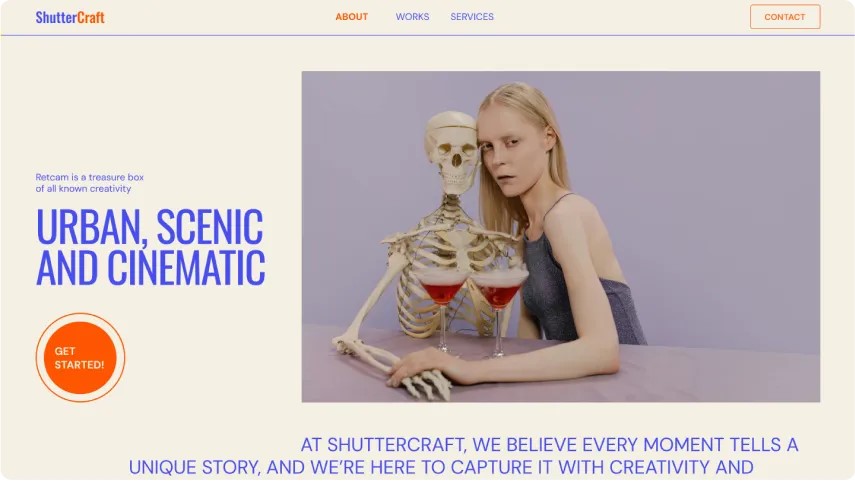 ShutterCraft
ABOUT
WORKS
SERVICES
CONTACT
Retcam is a treasure box
of all known creativity
URBAN, SCENIC
AND CINEMATIC
GET
STARTED!
AT SHUTTERCRAFT, WE BELIEVE EVERY MOMENT TELLS A
UNIQUE STORY, AND WE’RE HERE TO CAPTURE IT WITH CREATIVITY AND